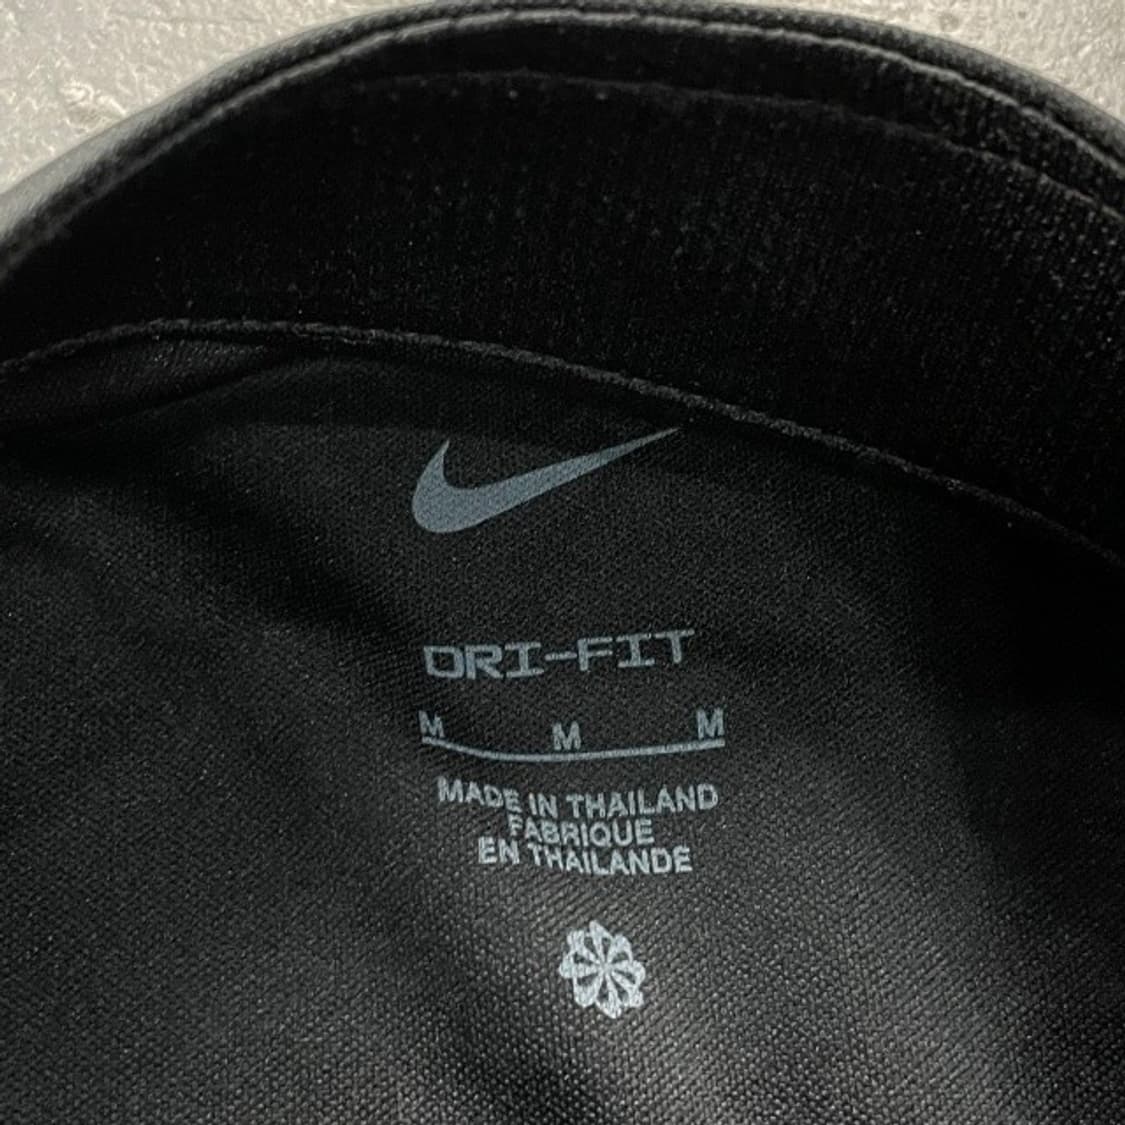 DRI-FIT
M M M
MADE IN THAILAND
FABRIQUE
EN THAILANDE